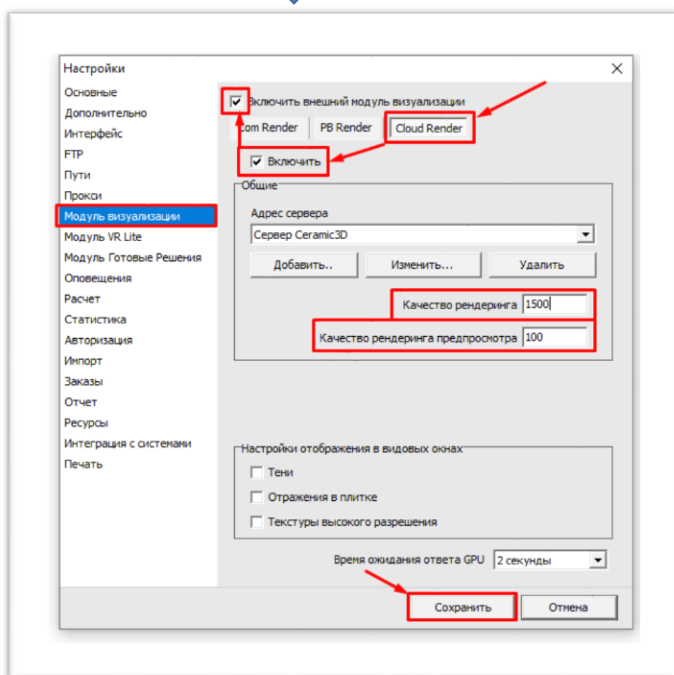 Настройки
Основные
Дополнительно
Интерфейс
FTP
Пути
Прокси
Модуль визуализации
Модуль VR Lite
Модуль Готовые Решения
Оповещения
Расчет
Статистика
Авторизация
Импорт
Заказы
Отчет
Ресурсы
Интеграция с системами
Печать
Включить внешний модуль визуализации
Com Render PB Render Cloud Render
Включить
Общие
Адрес сервера
Сервер Ceramic3D
Добавить.. Изменить... Удалить
Качество рендеринга 1500
Качество рендеринга предпросмотра 100
Настройки отображения в видовых окнах
Тени
Отражения в плитке
Текстуры высокого разрешения
Время ожидания ответа GPU 2 секунды
Сохранить Отмена